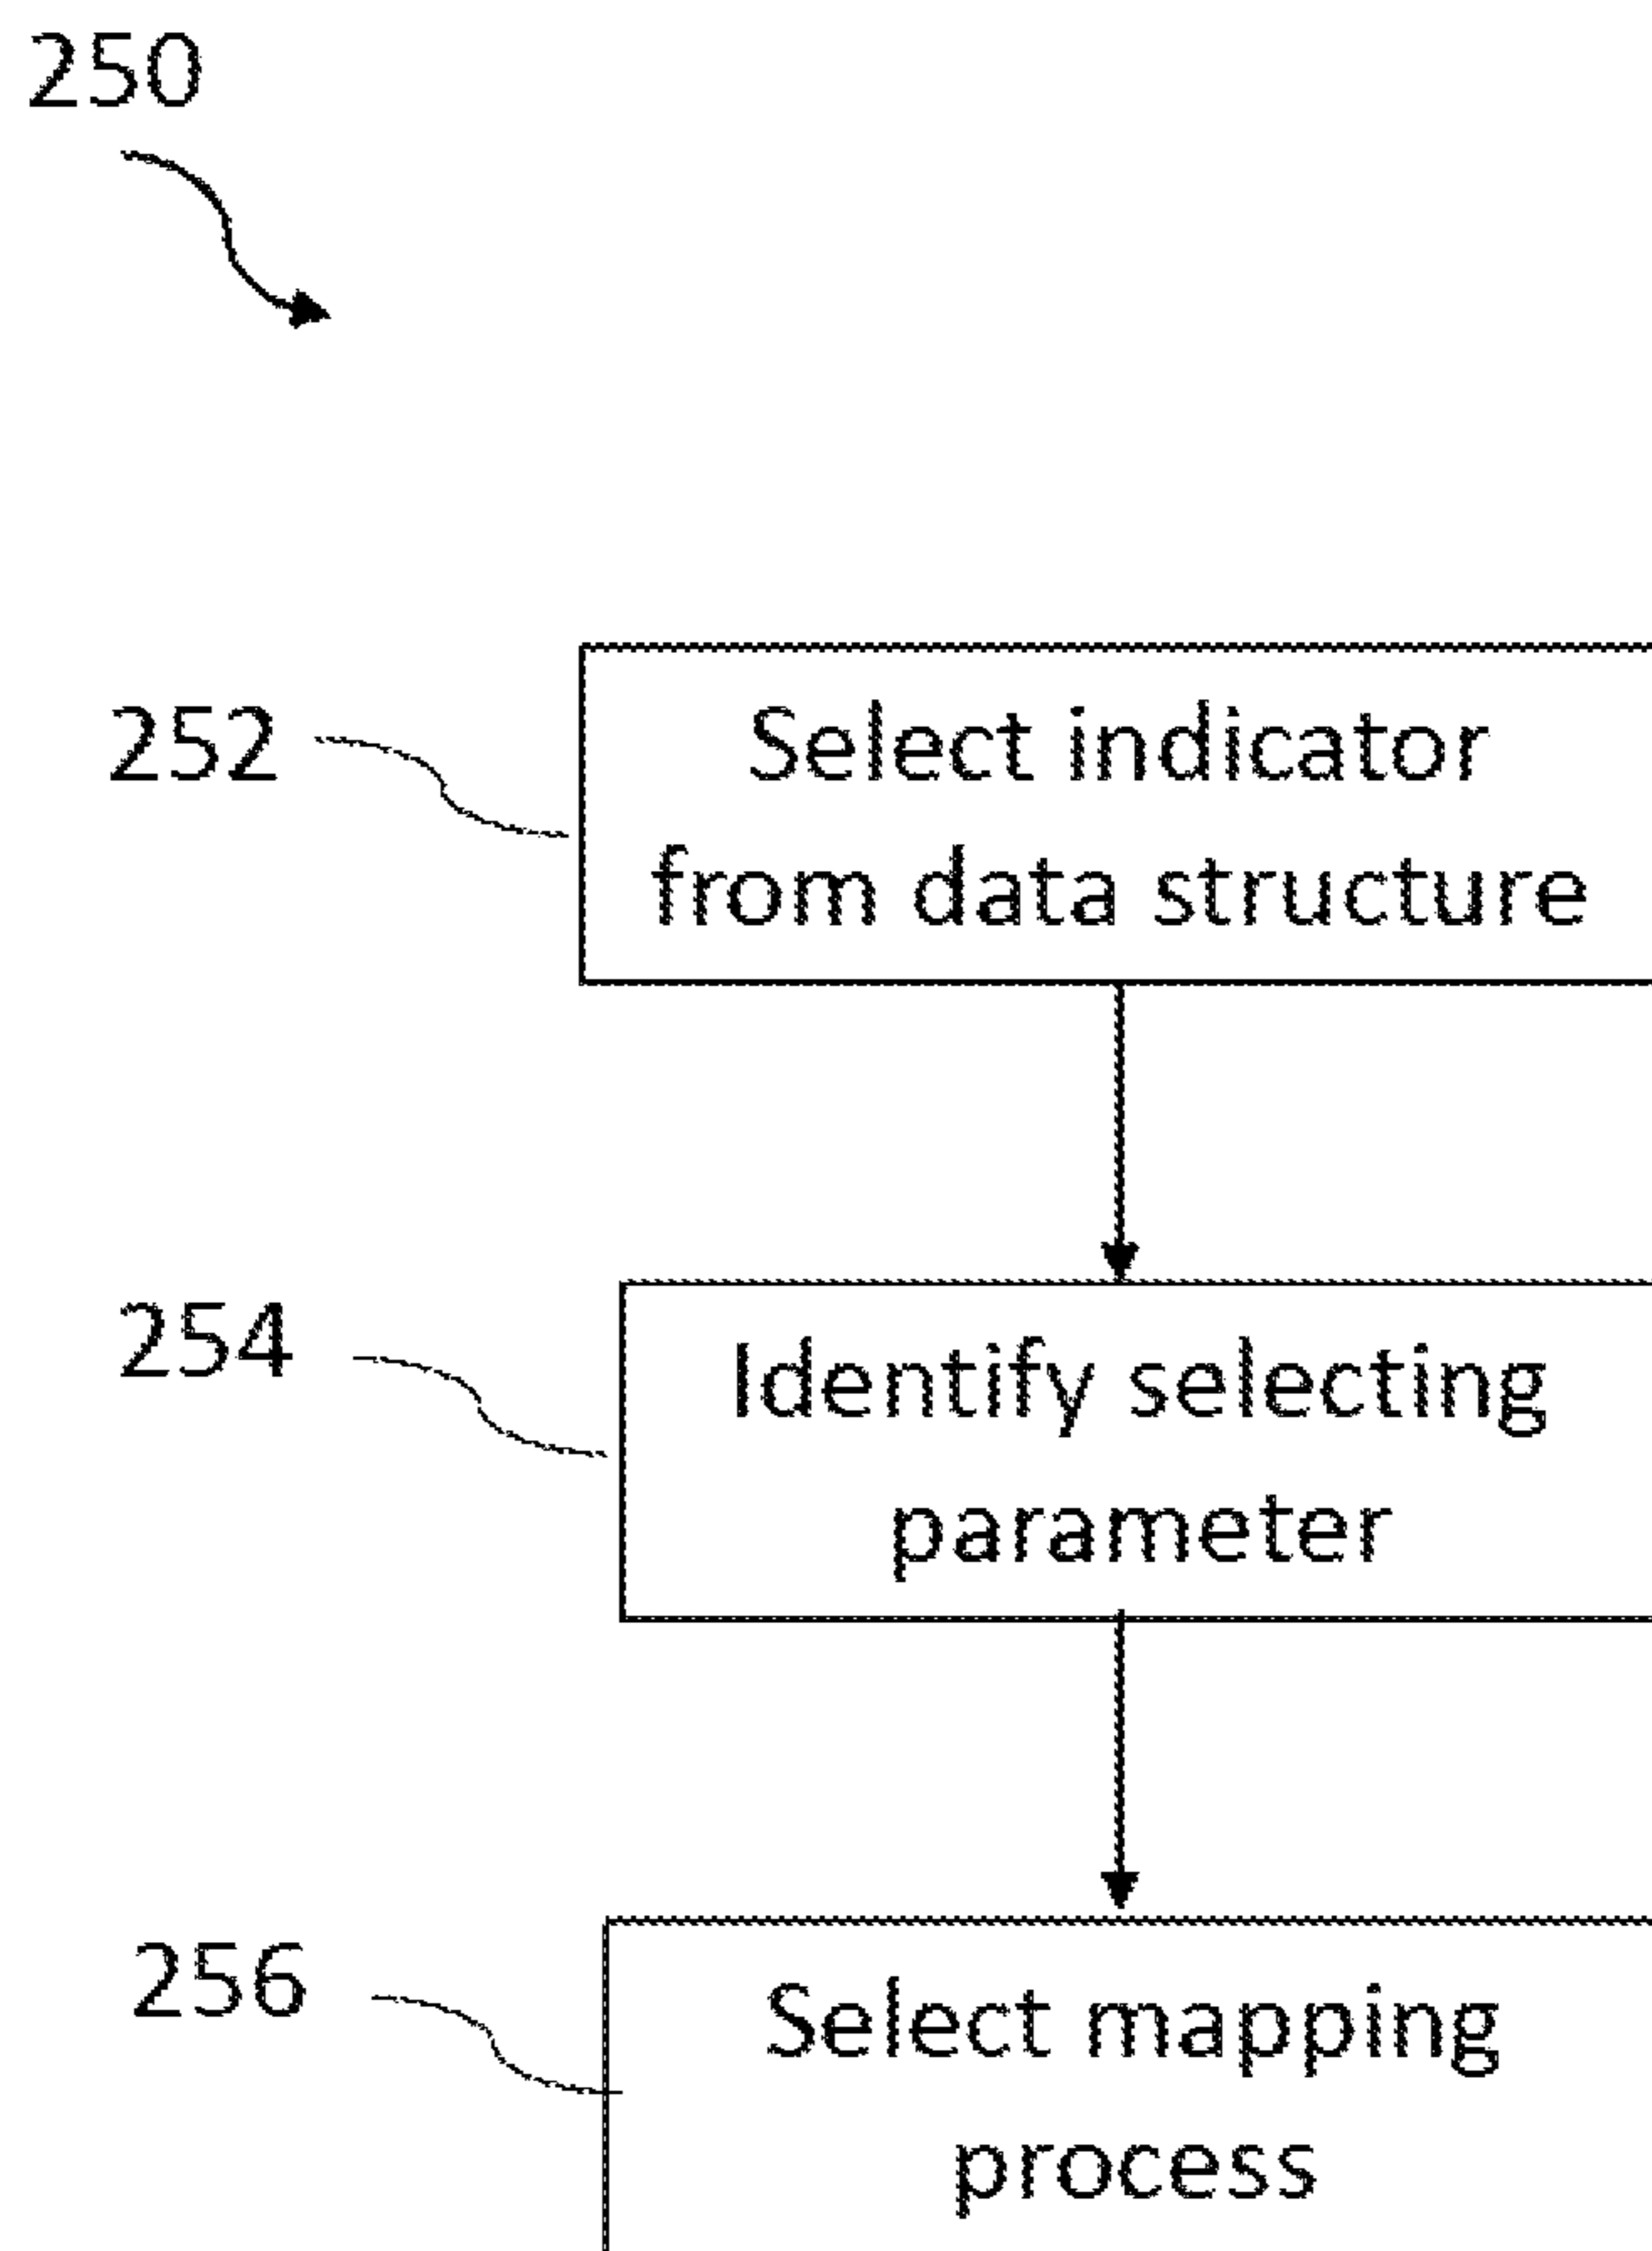 250
252
Select indicator
from data structure
254
Identify selecting
parameter
256
Select mapping
process